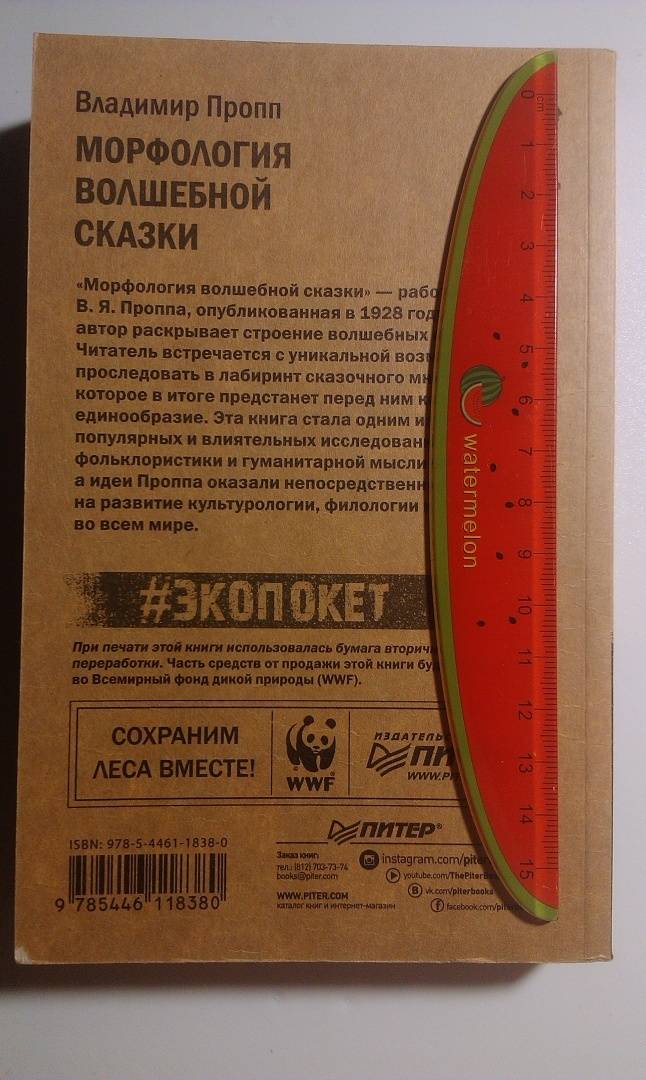 Владимир Пропп
МОРФОЛОГИЯ
ВОЛШЕБНОЙ
СКАЗКИ
«Морфология волшебной сказки» — рабо
В. Я. Проппа, опубликованная в 1928 год
автор раскрывает строение волшебных
Читатель встречается с уникальной воз
проследовать в лабиринт сказочного мн
которое в итоге предстанет перед ним к
единообразие. Эта книга стала одним и
популярных и влиятельных исследован
фольклористики и гуманитарной мысли
а идеи Проппа оказали непосредственн
на развитие культурологии, филологии
во всем мире.
#ЭКОПОКЕТ
При печати этой книги использовалась бумага вторичн
переработки. Часть средств от продажи этой книги бу
во Всемирный фонд дикой природы (WWF).
СОХРАНИМ
ЛЕСА ВМЕСТЕ!
WWF
ИЗДАТЕЛЬ
ПИ
WWW.PI
ПИТЕР®
ISBN: 978-5-4461-1838-0
9 785446 118380
Заказ книг:
тел.: (812) 703-73-74
books@piter.com
WWW.PITER.COM
каталог книг и интернет-магазин
instagram.com/piter
youtube.com/ThePiterBo
vk.com/piterbooks
facebook.com/piter
0 cm
1
2
3
4
5
6
7
8
9
10
11
12
13
14
15
watermelon